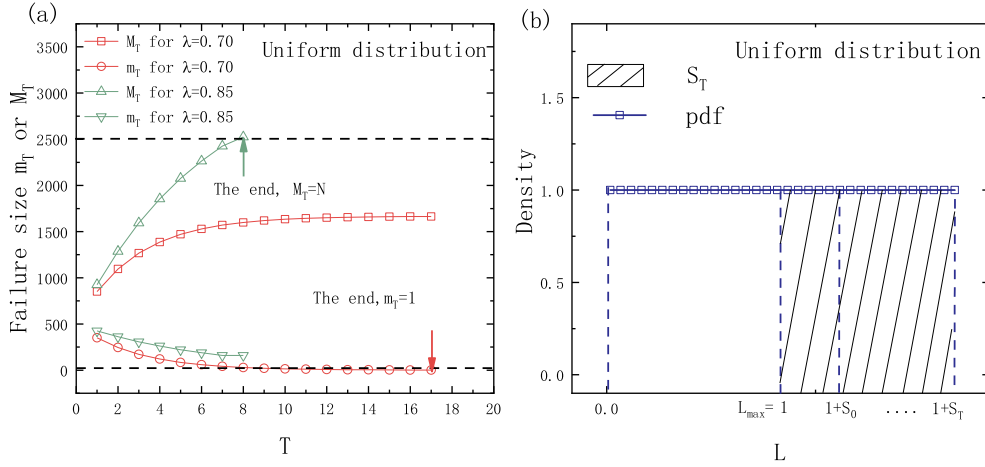 (a)
M_T for λ=0.70
m_T for λ=0.70
M_T for λ=0.85
m_T for λ=0.85
Uniform distribution
The end, M_T=N
The end, m_T=1
Failure size m_T or M_T
3500
3000
2500
2000
1500
1000
500
0
0 2 4 6 8 10 12 14 16 18 20
T
(b)
Uniform distribution
S_T
pdf
Density
1.5
1.0
0.5
0.0
0.0 L_max= 1 1+S_0 .... 1+S_T
L